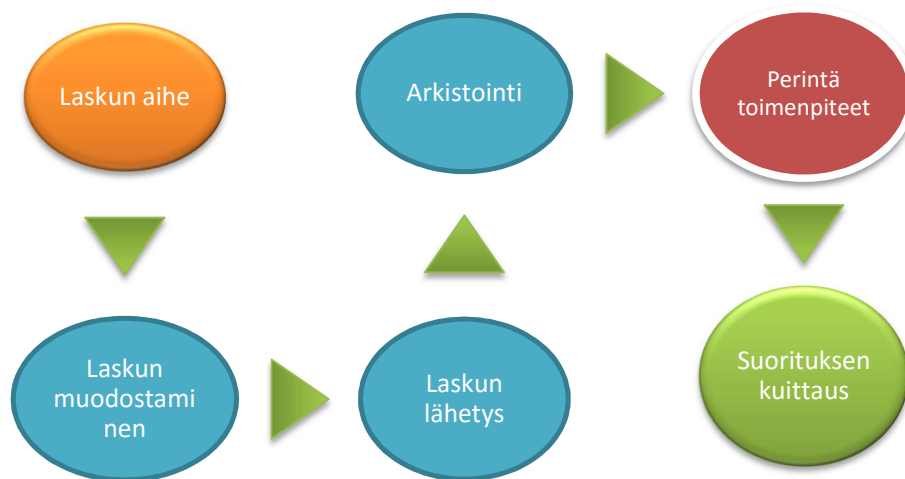 Laskun aihe
Laskun
muodostami
nen
Laskun
lähetys
Arkistointi
Perintä
toimenpiteet
Suorituksen
kuittaus